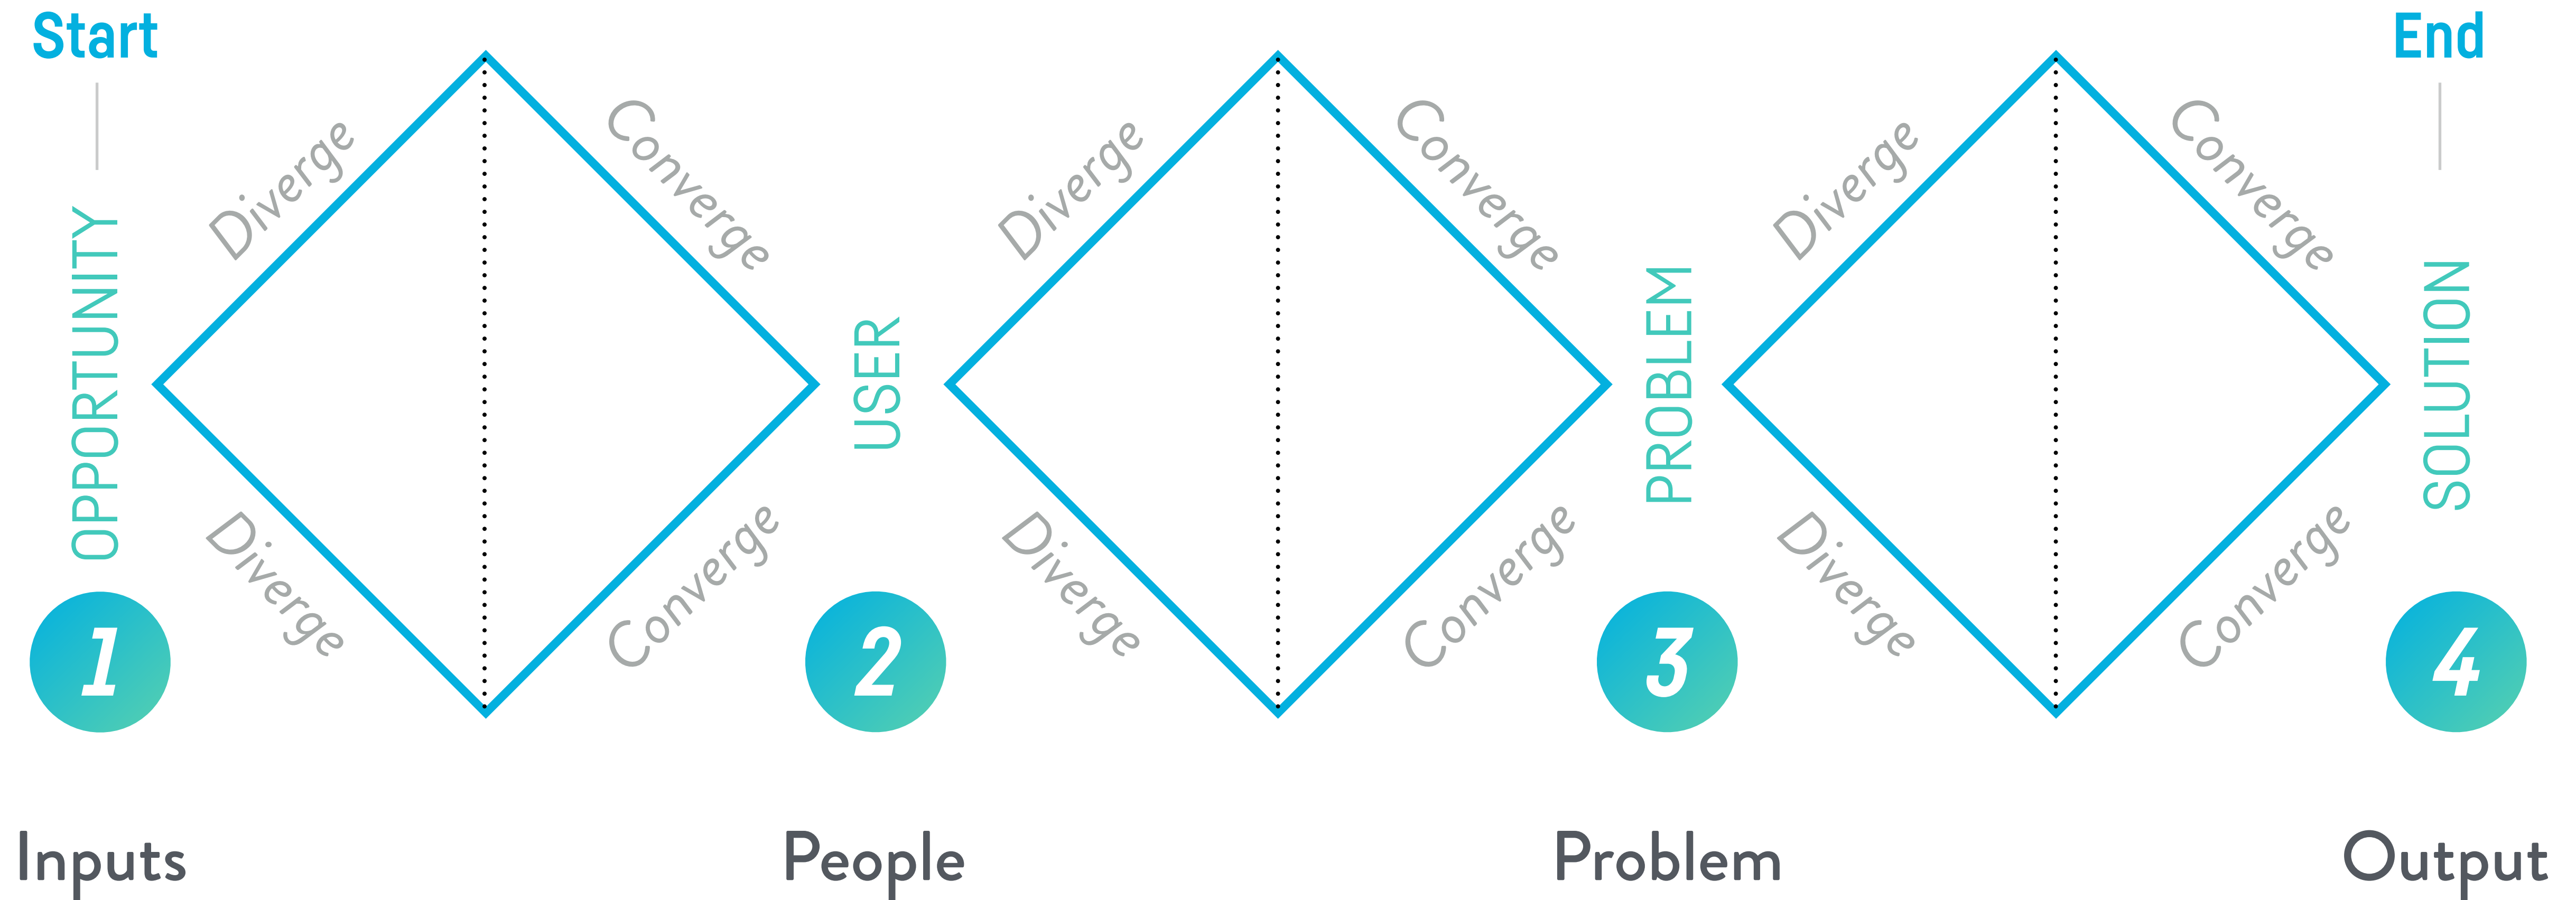 Start
End
Diverge
Converge
Diverge
Converge
Diverge
Converge
OPPORTUNITY
USER
PROBLEM
SOLUTION
Diverge
Converge
Diverge
Converge
Diverge
Converge
1
2
3
4
Inputs
People
Problem
Output